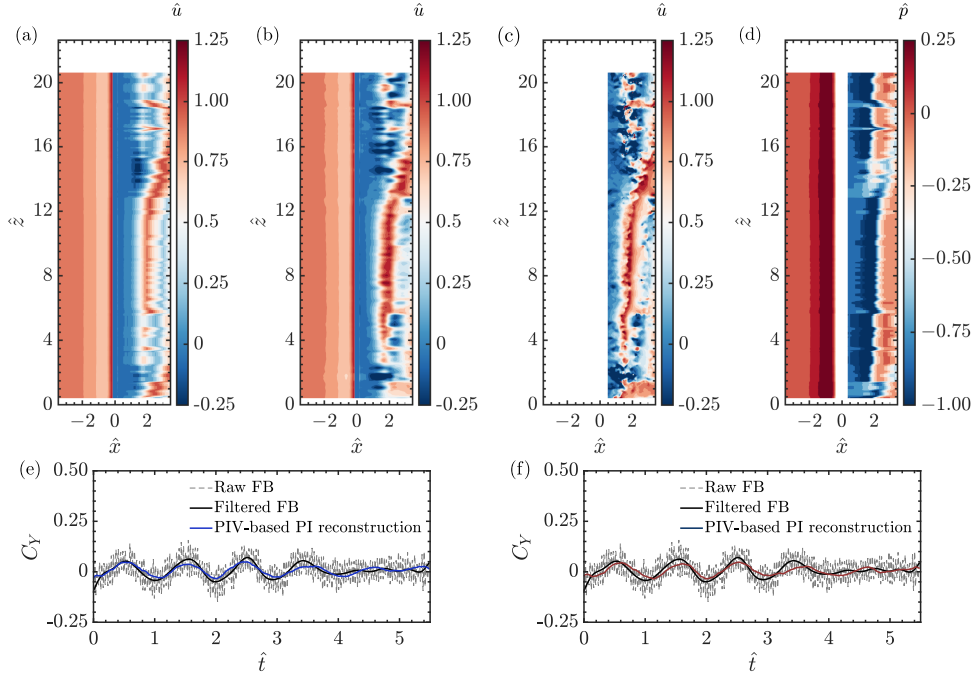 û û û p̂
(a) (b) (c) (d)
1.25 1.25 1.25 0.25
20 20 20 20
1.00 1.00 1.00 0
16 16 16 16
0.75 0.75 0.75 −0.25
ẑ 12 ẑ 12 ẑ 12 ẑ 12
0.5 0.5 0.5 −0.50
8 8 8 8
0.25 0.25 0.25
4 4 4 4 −0.75
0 0 0
0 -0.25 0 -0.25 0 -0.25 0 −1.00
−2 0 2 −2 0 2 −2 0 2 −2 0 2
x̂ x̂ x̂ x̂
(e) 0.50 (f) 0.50
Raw FB Raw FB
0.25 Filtered FB 0.25 Filtered FB
PIV-based PI reconstruction PIV-based PI reconstruction
C_Y C_Y
0 0
-0.25 -0.25
0 1 2 3 4 5 0 1 2 3 4 5
t̂ t̂